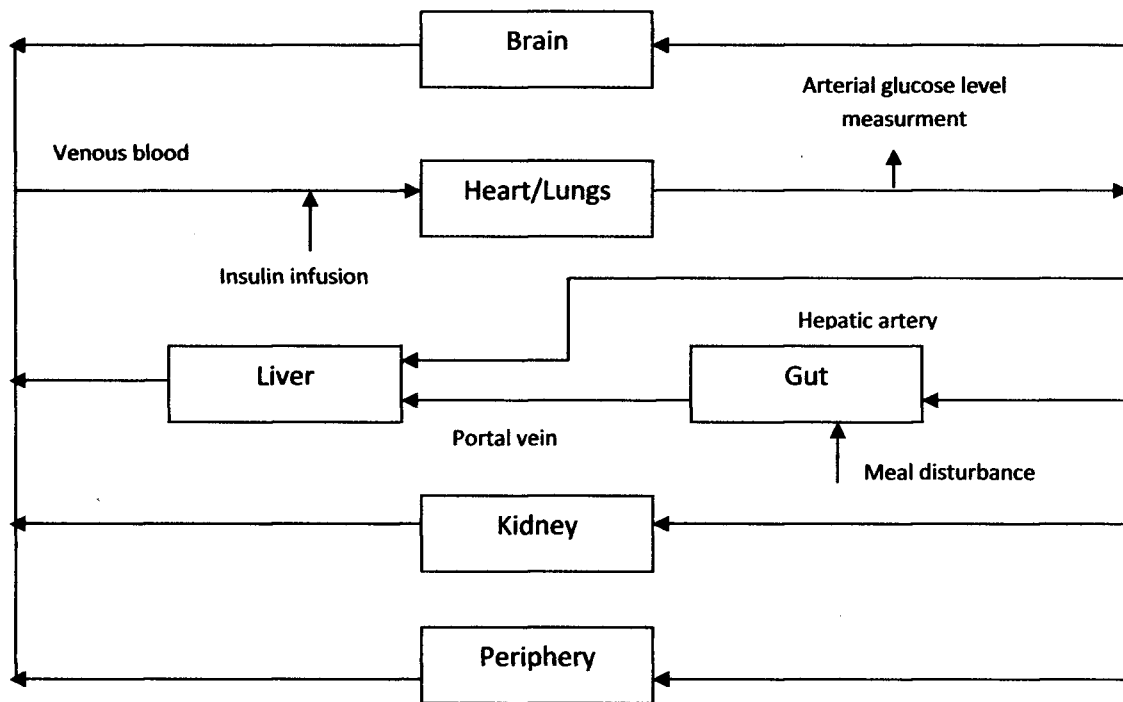 Brain
Arterial glucose level
measurment
Venous blood
Heart/Lungs
Insulin infusion
Hepatic artery
Liver
Gut
Portal vein
Meal disturbance
Kidney
Periphery